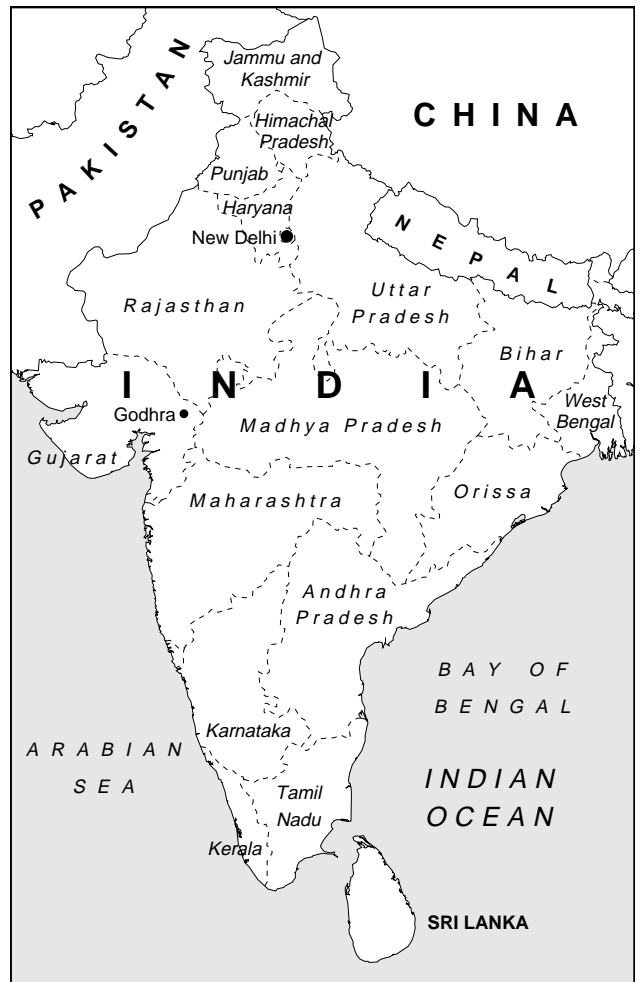 Jammu and
Kashmir
PAKISTAN
CHINA
Himachal
Pradesh
Punjab
Haryana
New Delhi
NEPAL
Rajasthan
Uttar
Pradesh
Bihar
INDIA
West
Bengal
Godhra
Madhya Pradesh
Gujarat
Maharashtra
Orissa
Andhra
Pradesh
BAY OF
BENGAL
Karnataka
ARABIAN
SEA
INDIAN
OCEAN
Tamil
Nadu
Kerala
SRI LANKA